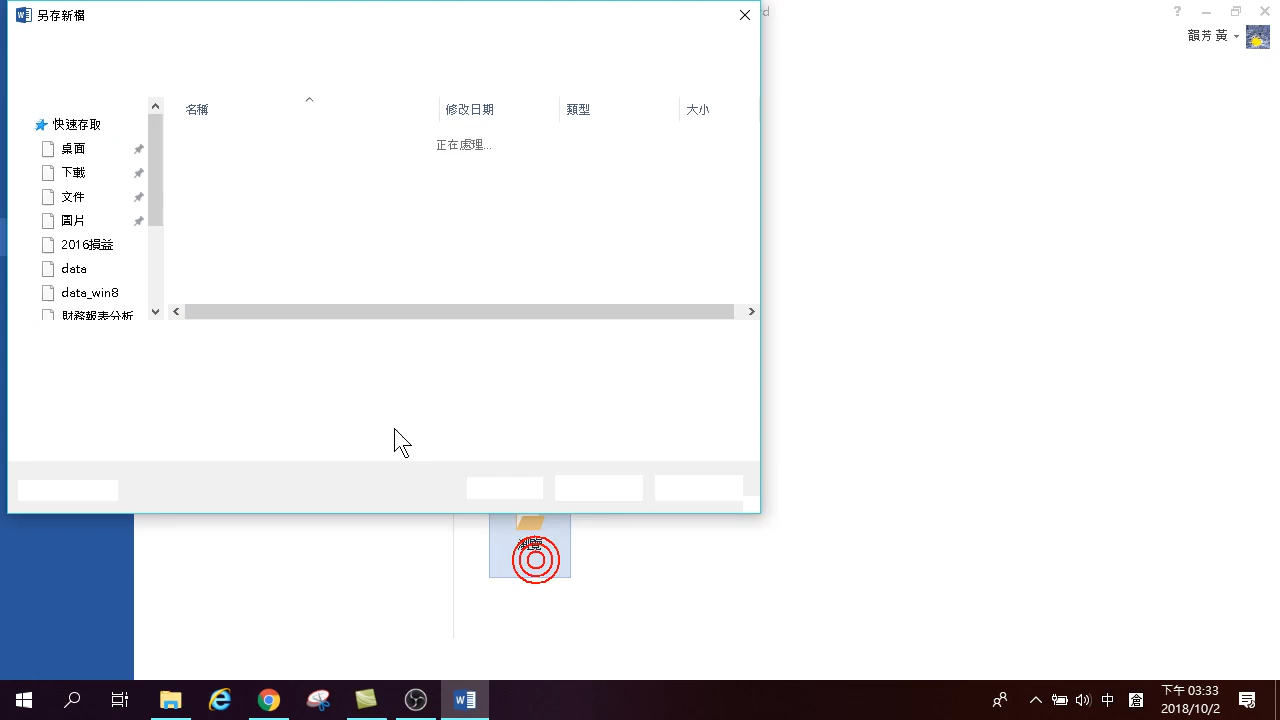 另存新檔
d
韻芳 黃
名稱
修改日期
類型
大小
正在處理...
快速存取
桌面
下載
文件
圖片
2016損益
data
data_win8
財務報表分析
瀏覽
中
下午 03:33
2018/10/2